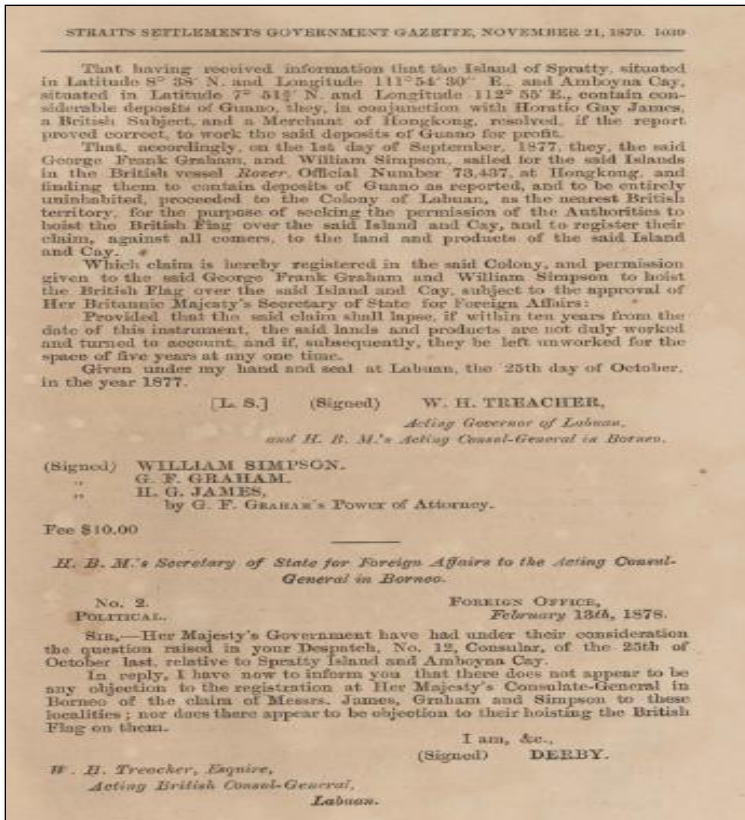 STRAITS SETTLEMENTS GOVERNMENT GAZETTE, NOVEMBER 21, 1879. 1039
That having received information that the Island of Spratty, situated
in Latitude 8° 38' N. and Longitude 111° 54' 30" E., and Amboyna Cay,
situated in Latitude 7° 51¾' N. and Longitude 112° 55' E., contain con-
siderable deposits of Guano, they, in conjunction with Horatio Gay James,
a British Subject, and a Merchant of Hongkong, resolved, if the report
proved correct, to work the said deposits of Guano for profit.
That, accordingly, on the 1st day of September, 1877, they, the said
George Frank Graham, and William Simpson, sailed for the said Islands
in the British vessel Rover, Official Number 73,437, at Hongkong, and
finding them to contain deposits of Guano as reported, and to be entirely
uninhabited, proceeded to the Colony of Labuan, as the nearest British
territory, for the purpose of seeking the permission of the Authorities to
hoist the British Flag over the said Island and Cay, and to register their
claim, against all comers, to the land and products of the said Island
and Cay.
Which claim is hereby registered in the said Colony, and permission
given to the said George Frank Graham and William Simpson to hoist
the British Flag over the said Island and Cay, subject to the approval of
Her Britannic Majesty's Secretary of State for Foreign Affairs:
Provided that the said claim shall lapse, if within ten years from the
date of this instrument, the said lands and products are not duly worked
and turned to account, and if, subsequently, they be left unworked for the
space of five years at any one time.
Given under my hand and seal at Labuan, the 25th day of October,
in the year 1877.
[L. S.] (Signed) W. H. TREACHER,
Acting Governor of Labuan,
and H. B. M.'s Acting Consul-General in Borneo.
(Signed) WILLIAM SIMPSON.
„ G. F. GRAHAM.
„ H. G. JAMES,
by G. F. GRAHAM'S Power of Attorney.
Fee $10.00
H. B. M.'s Secretary of State for Foreign Affairs to the Acting Consul-
General in Borneo.
No. 2. FOREIGN OFFICE,
POLITICAL. February 13th, 1878.
SIR,—Her Majesty's Government have had under their consideration
the question raised in your Despatch, No. 12, Consular, of the 25th of
October last, relative to Spratty Island and Amboyna Cay.
In reply, I have now to inform you that there does not appear to be
any objection to the registration at Her Majesty's Consulate-General in
Borneo of the claim of Messrs. James, Graham and Simpson to these
localities; nor does there appear to be objection to their hoisting the British
Flag on them.
I am, &c.,
(Signed) DERBY.
W. H. Treacher, Esquire,
Acting British Consul-General,
Labuan.